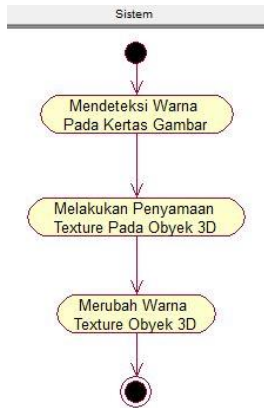 Sistem
Mendeteksi Warna
Pada Kertas Gambar
Melakukan Penyamaan
Texture Pada Obyek 3D
Merubah Warna
Texture Obyek 3D